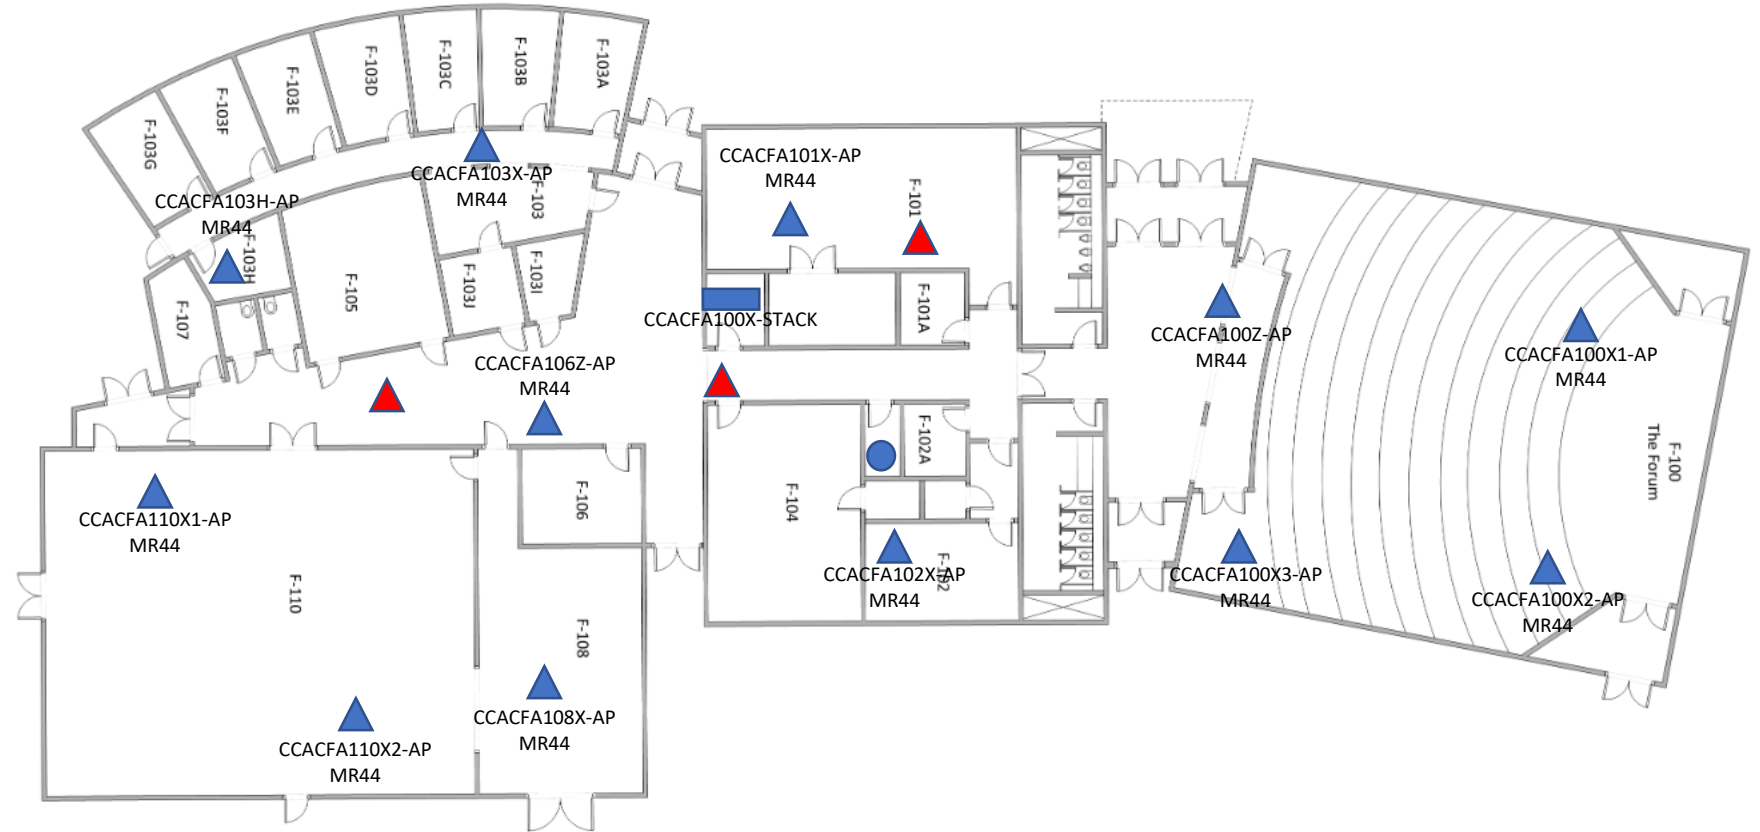 F-103A
F-103B
F-103C
F-103D
F-103E
F-103F
F-103G
CCACFA103X-AP
MR44
F-103
CCACFA103H-AP
MR44
F-103H
F-105
F-103J
F-103I
F-107
CCACFA106Z-AP
MR44
CCACFA101X-AP
MR44
F-101
CCACFA100X-STACK
F-101A
F-102A
F-104
CCACFA102X-AP
MR44
F-102
F-106
CCACFA110X1-AP
MR44
F-110
F-108
CCACFA108X-AP
MR44
CCACFA110X2-AP
MR44
CCACFA100Z-AP
MR44
CCACFA100X1-AP
MR44
F-100
The Forum
CCACFA100X3-AP
MR44
CCACFA100X2-AP
MR44